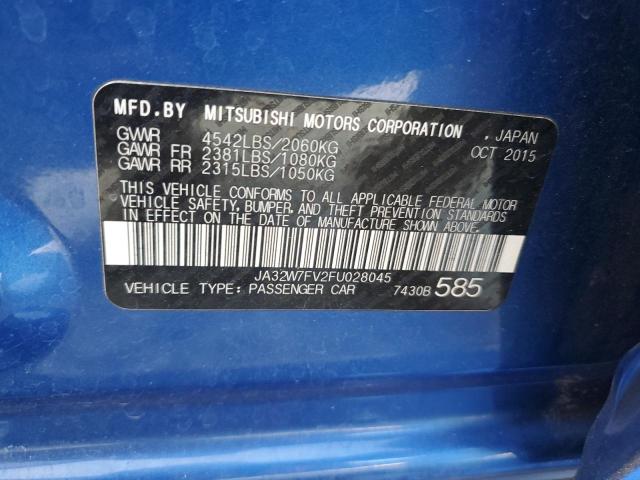 MFD.BY MITSUBISHI MOTORS CORPORATION , JAPAN
GVWR 4542LBS/2060KG OCT 2015
GAWR FR 2381LBS/1080KG
GAWR RR 2315LBS/1050KG
THIS VEHICLE CONFORMS TO ALL APPLICABLE FEDERAL MOTOR
VEHICLE SAFETY, BUMPER, AND THEFT PREVENTION STANDARDS
IN EFFECT ON THE DATE OF MANUFACTURE SHOWN ABOVE.
JA32W7FV2FU028045
VEHICLE TYPE: PASSENGER CAR 7430B 585